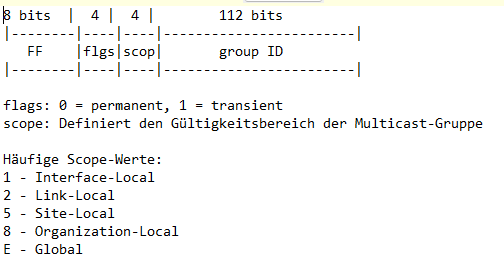 8 bits | 4 | 4 | 112 bits
|--------|----|----|------------------------|
FF |flgs|scop| group ID
|--------|----|----|------------------------|
flags: 0 = permanent, 1 = transient
scope: Definiert den Gültigkeitsbereich der Multicast-Gruppe
Häufige Scope-Werte:
1 - Interface-Local
2 - Link-Local
5 - Site-Local
8 - Organization-Local
E - Global